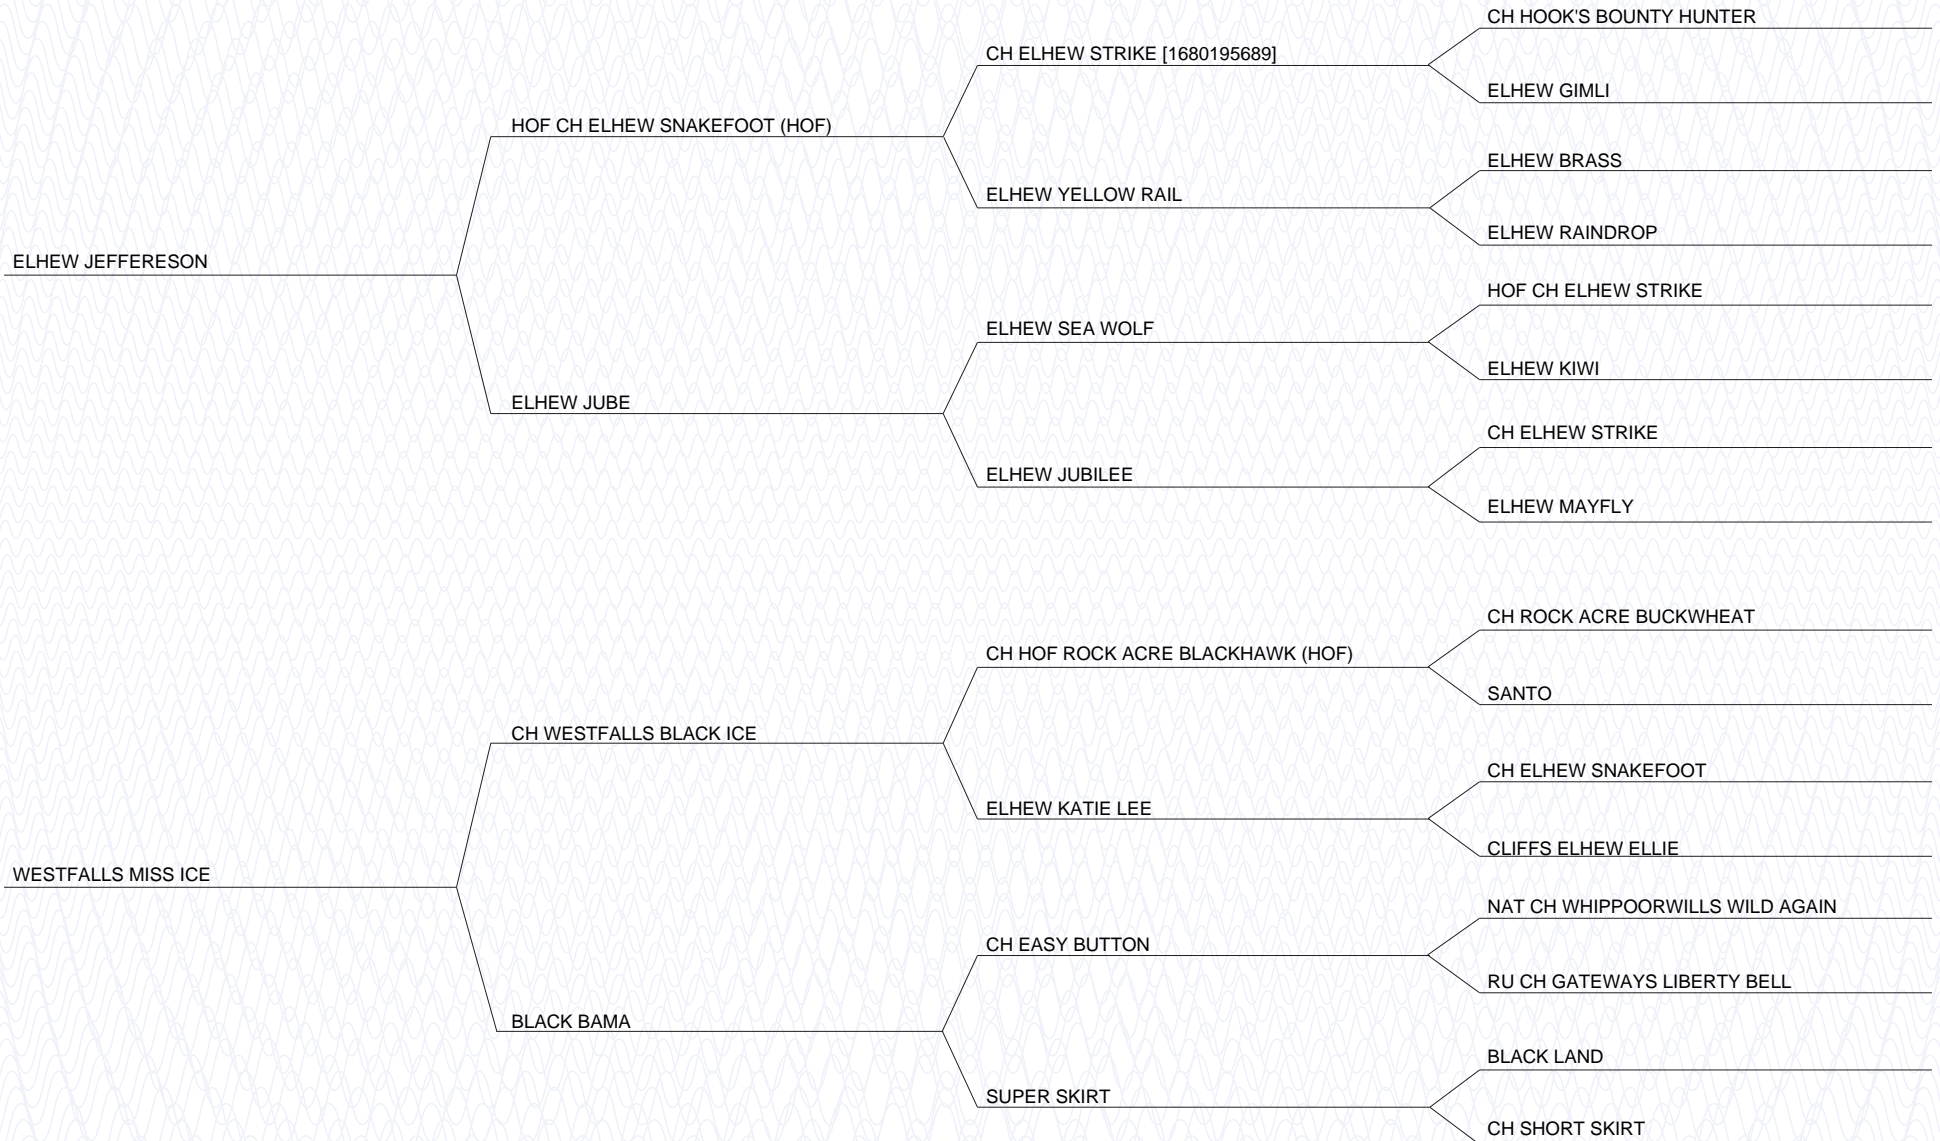 CH HOOK'S BOUNTY HUNTER
CH ELHEW STRIKE [1680195689]
ELHEW GIMLI
HOF CH ELHEW SNAKEFOOT (HOF)
ELHEW BRASS
ELHEW YELLOW RAIL
ELHEW RAINDROP
ELHEW JEFFERESON
HOF CH ELHEW STRIKE
ELHEW SEA WOLF
ELHEW KIWI
ELHEW JUBE
CH ELHEW STRIKE
ELHEW JUBILEE
ELHEW MAYFLY
CH ROCK ACRE BUCKWHEAT
CH HOF ROCK ACRE BLACKHAWK (HOF)
SANTO
CH WESTFALLS BLACK ICE
CH ELHEW SNAKEFOOT
ELHEW KATIE LEE
CLIFFS ELHEW ELLIE
WESTFALLS MISS ICE
NAT CH WHIPPOORWILLS WILD AGAIN
CH EASY BUTTON
RU CH GATEWAYS LIBERTY BELL
BLACK BAMA
BLACK LAND
SUPER SKIRT
CH SHORT SKIRT